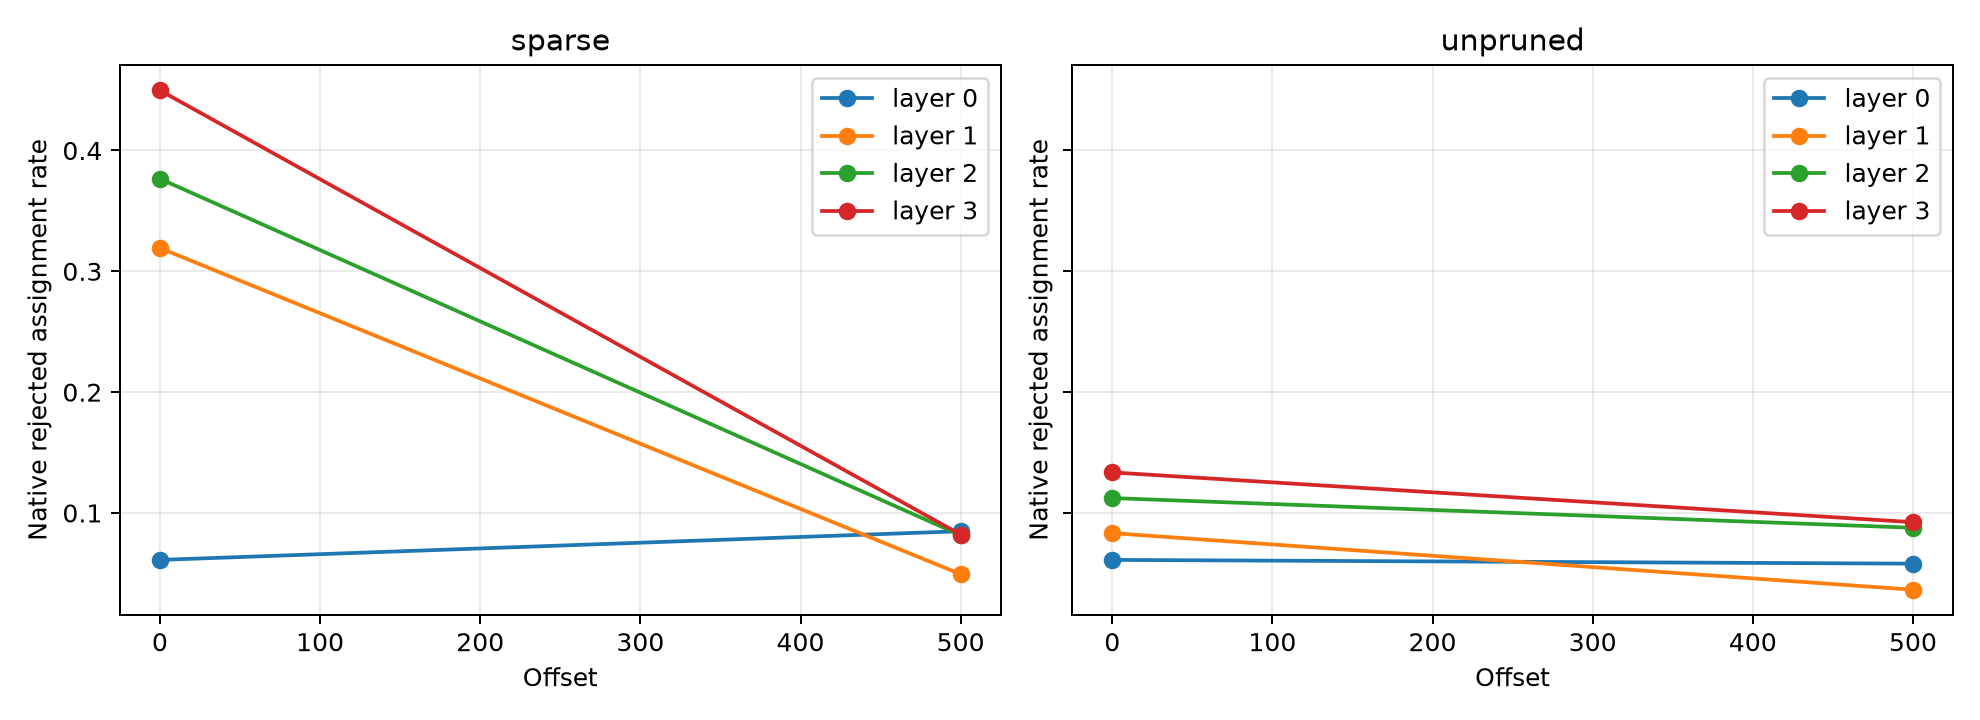 sparse
Native rejected assignment rate
0.4
0.3
0.2
0.1
0 100 200 300 400 500
Offset
layer 0
layer 1
layer 2
layer 3
unpruned
Native rejected assignment rate
0 100 200 300 400 500
Offset
layer 0
layer 1
layer 2
layer 3